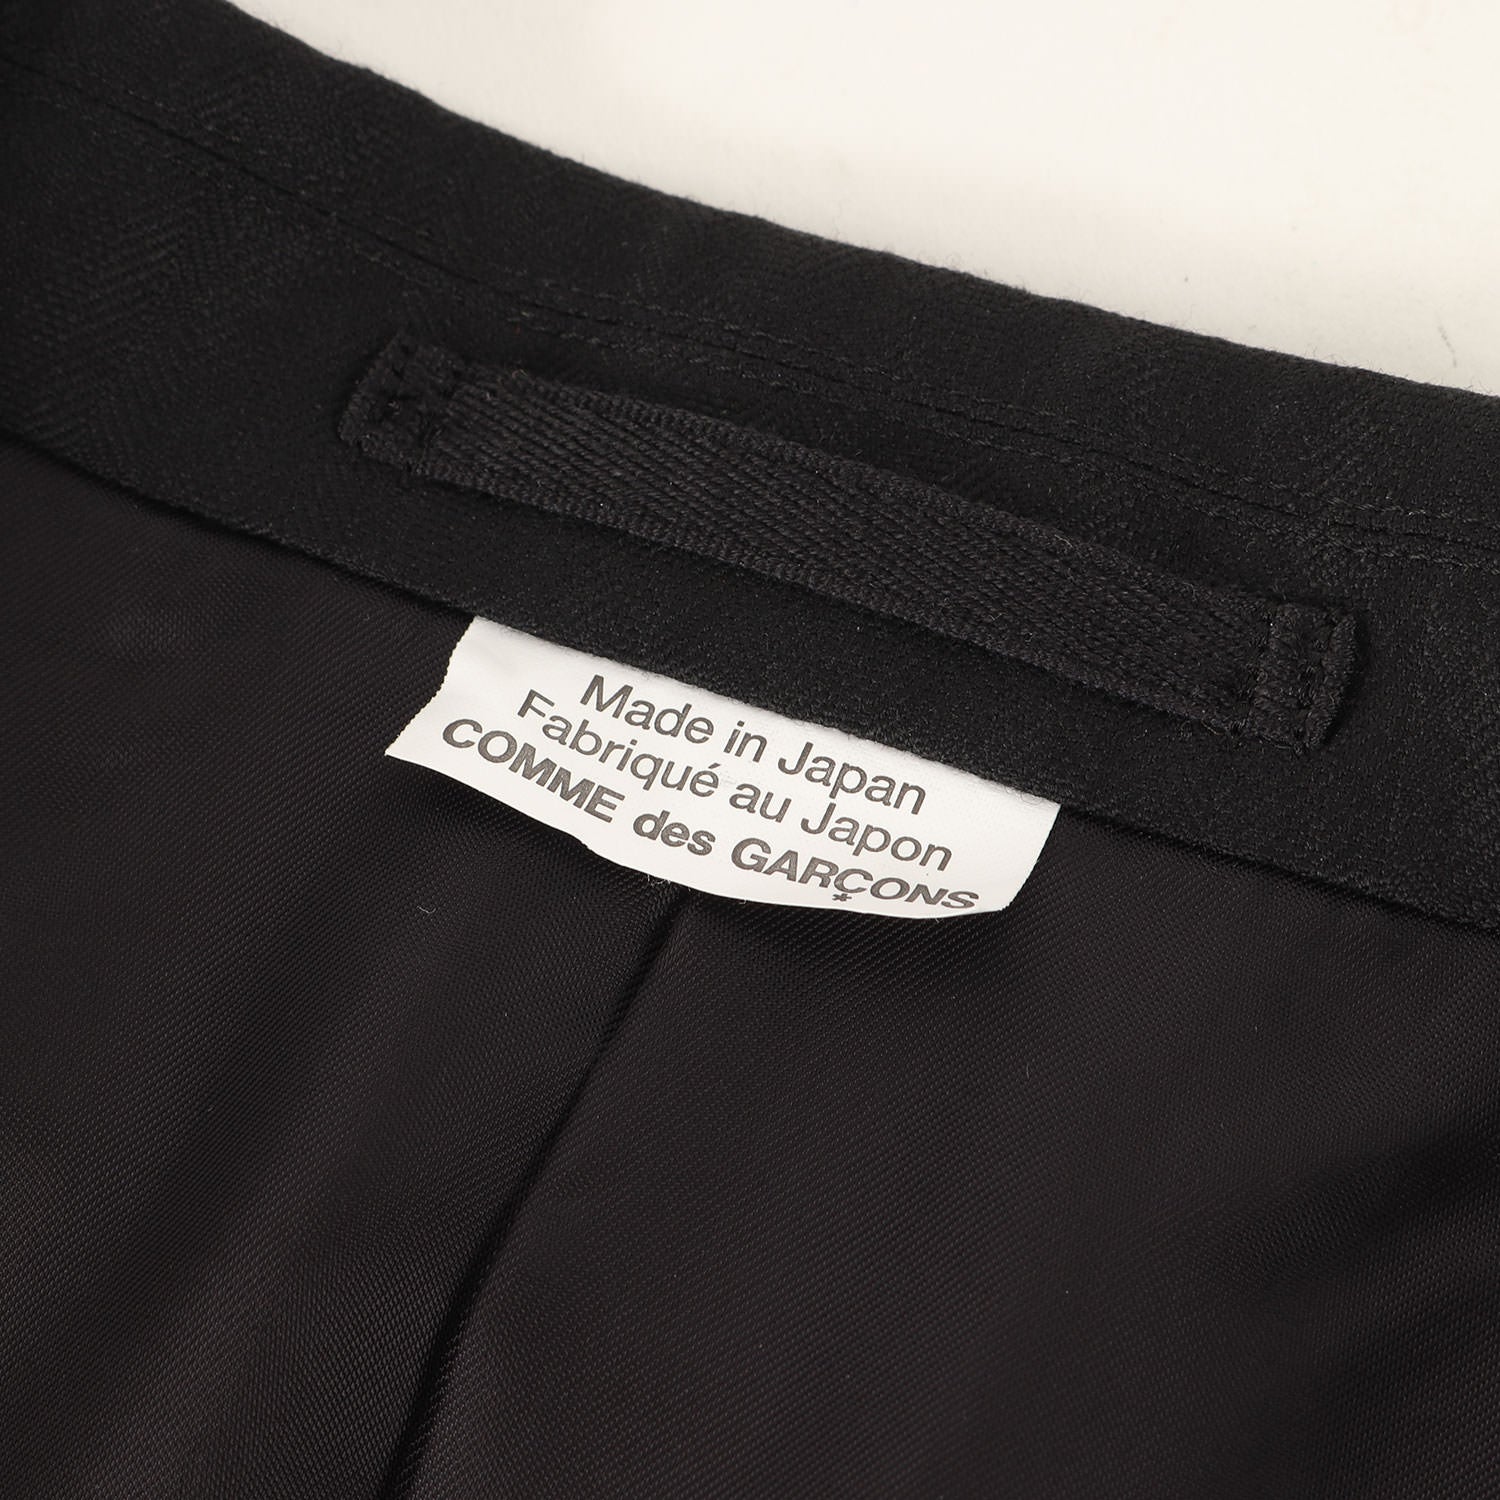 Made in Japan
Fabriqué au Japon
COMME des GARÇONS